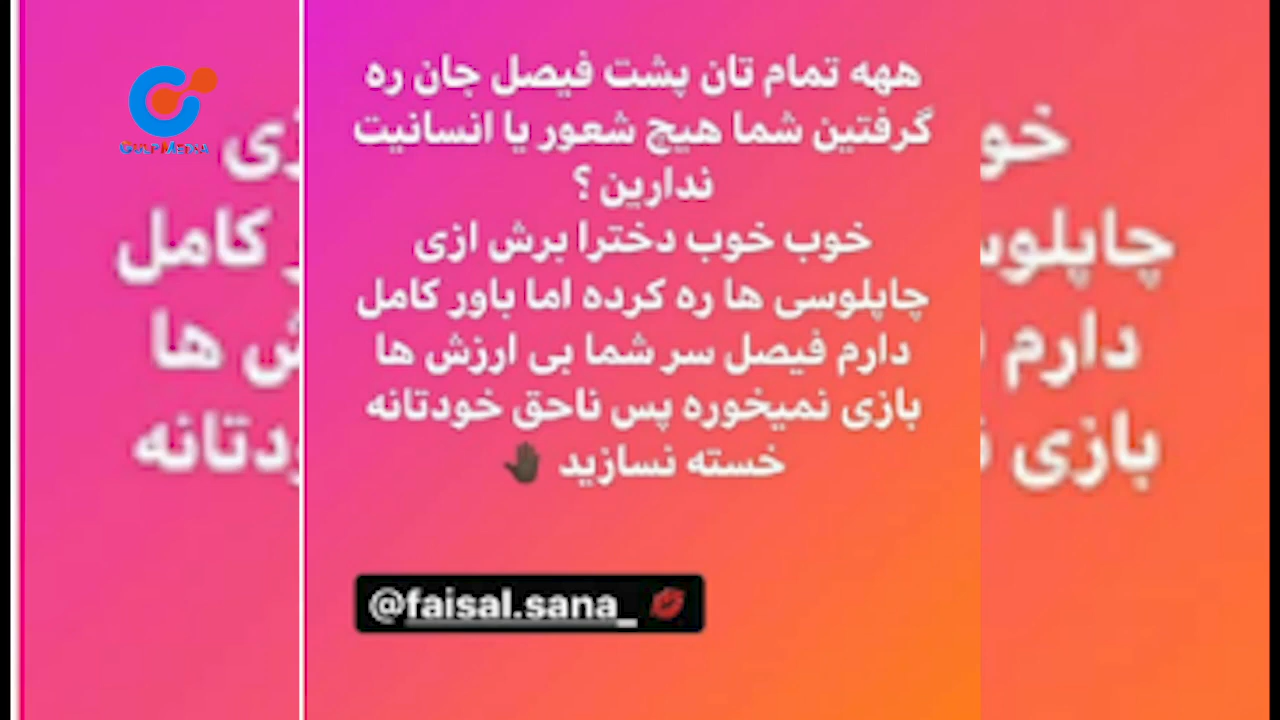 GULP MEDIA
ههه تمام تان پشت فیصل جان ره
گرفتین شما هیچ شعور یا انسانیت
ندارین ؟
خوب خوب دخترا برش ازی
چاپلوسی ها ره کرده اما باور کامل
دارم فیصل سر شما بی ارزش ها
بازی نمیخوره پس ناحق خودتانه
خسته نسازید 🤚🏿
@faisal.sana_ 💋